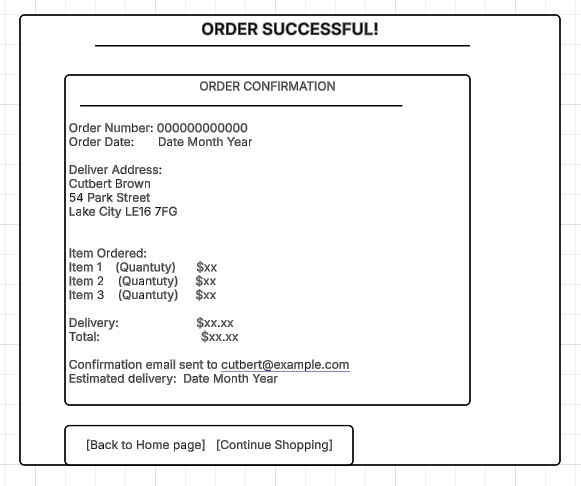 ORDER SUCCESSFUL!
ORDER CONFIRMATION
Order Number: 000000000000
Order Date: Date Month Year
Deliver Address:
Cutbert Brown
54 Park Street
Lake City LE16 7FG
Item Ordered:
Item 1 (Quantuty) $xx
Item 2 (Quantuty) $xx
Item 3 (Quantuty) $xx
Delivery: $xx.xx
Total: $xx.xx
Confirmation email sent to cutbert@example.com
Estimated delivery: Date Month Year
[Back to Home page] [Continue Shopping]